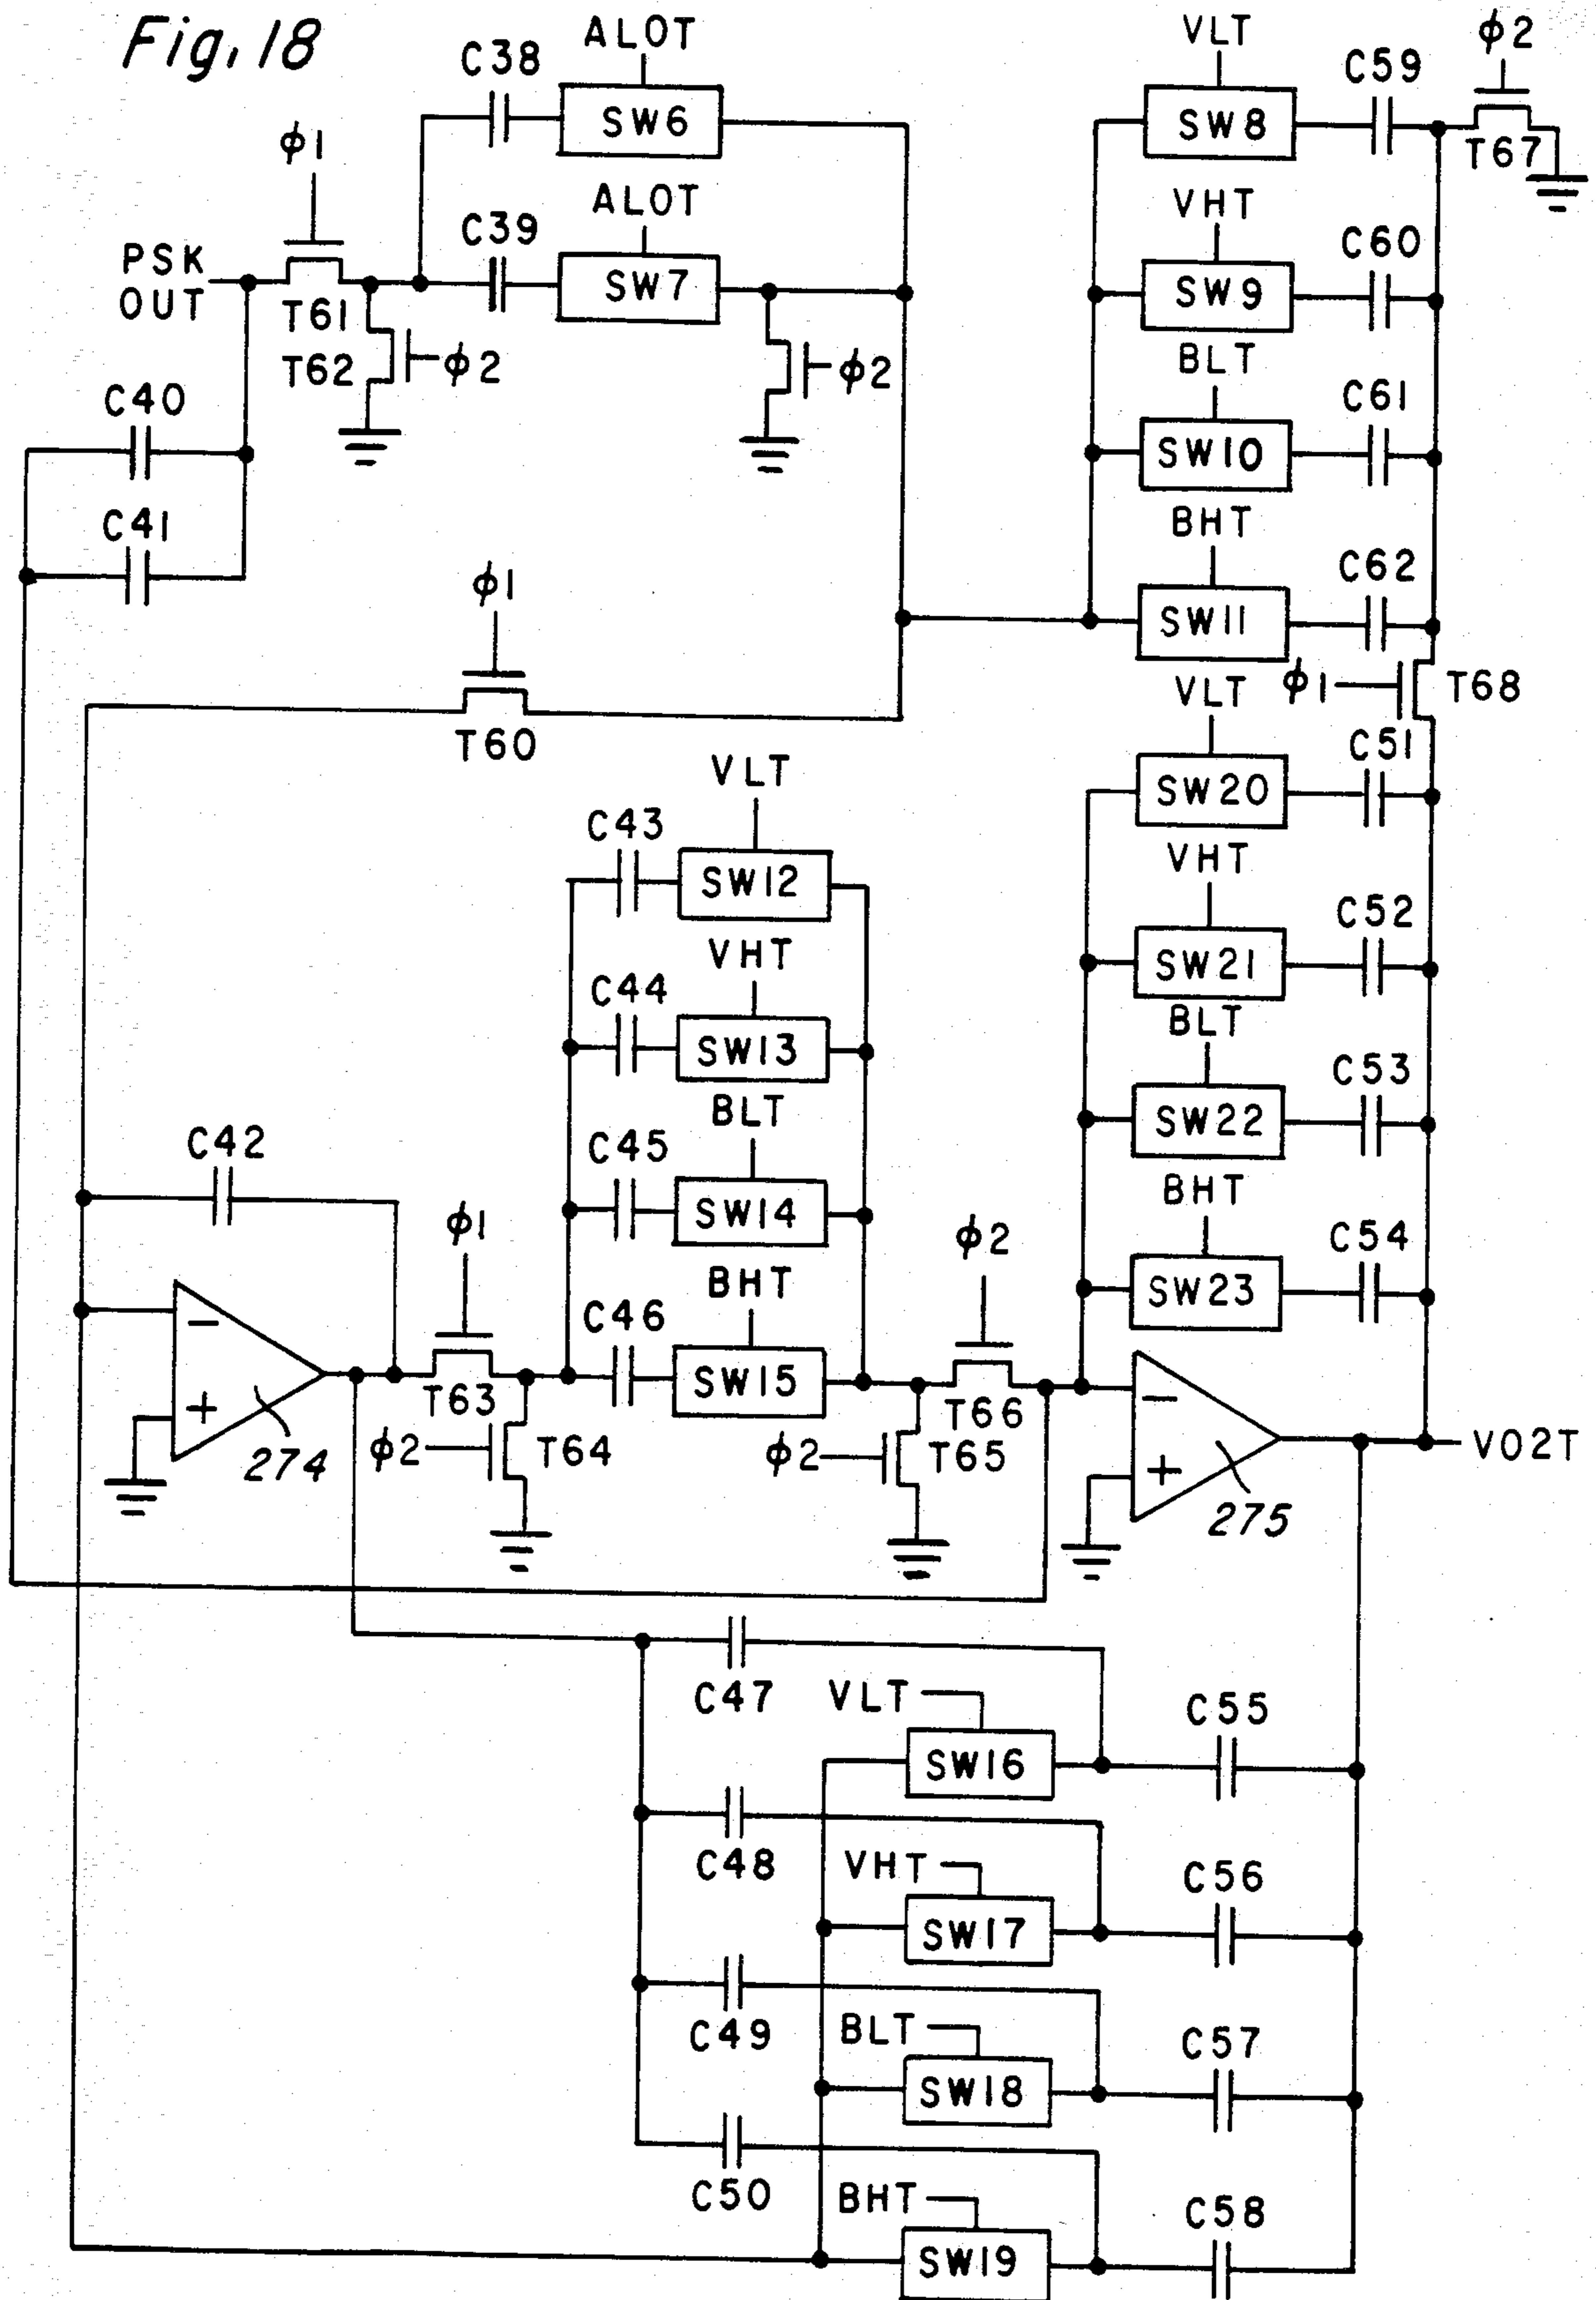 Fig. 18
ALOT
C38
SW6
φ1
ALOT
C39
SW7
PSK
OUT
T61
T62
φ2
φ2
C40
C41
φ1
T60
VLT
C59
φ2
SW8
T67
VHT
C60
SW9
BLT
C61
SW10
BHT
C62
SW11
φ1
T68
VLT
C51
SW20
VHT
C52
SW21
BLT
C53
SW22
BHT
C54
SW23
VLT
C43
SW12
VHT
C44
SW13
BLT
C45
SW14
BHT
C46
SW15
C42
φ1
φ2
−
+
274
T63
φ2
T64
φ2
T65
T66
−
+
275
VO2T
C47
VLT
C55
SW16
C48
VHT
C56
SW17
C49
BLT
C57
SW18
C50
BHT
C58
SW19